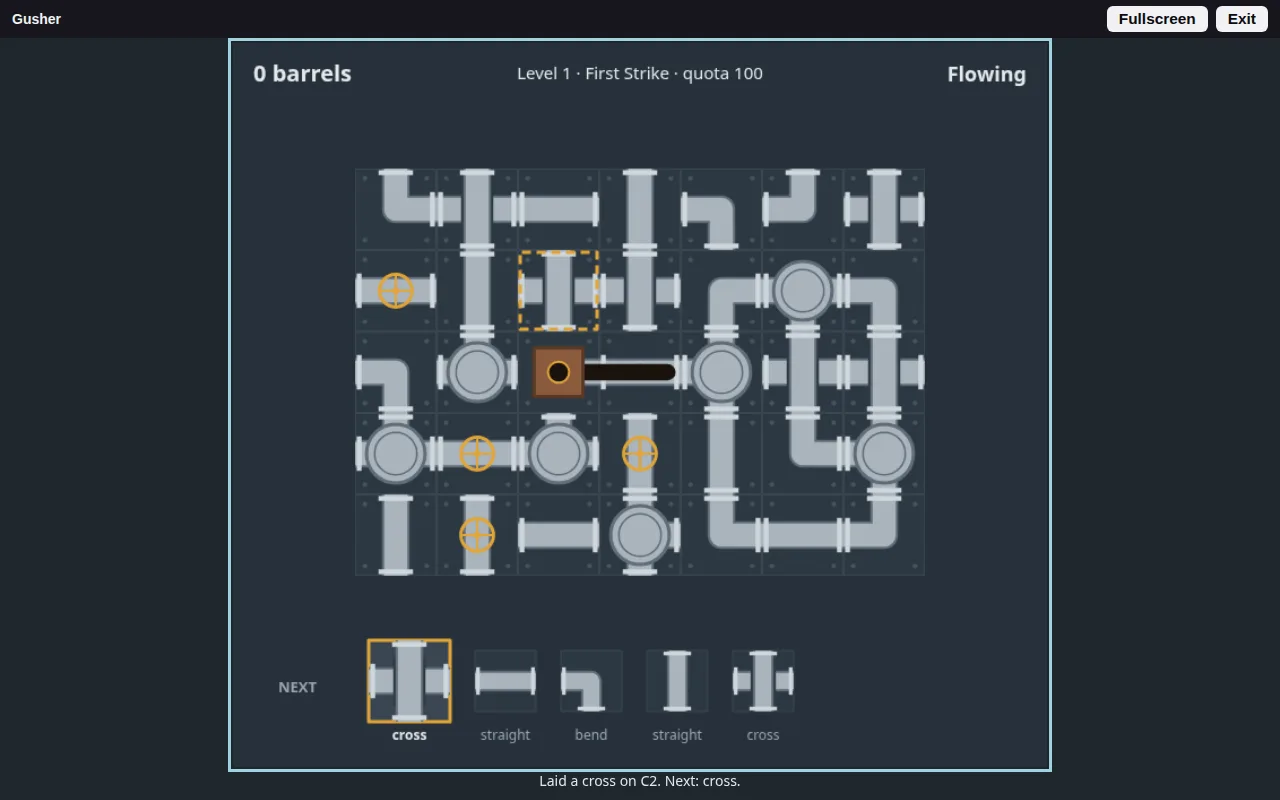 Gusher
Fullscreen
Exit
0 barrels
Level 1 · First Strike · quota 100
Flowing
NEXT
cross
straight
bend
straight
cross
Laid a cross on C2. Next: cross.